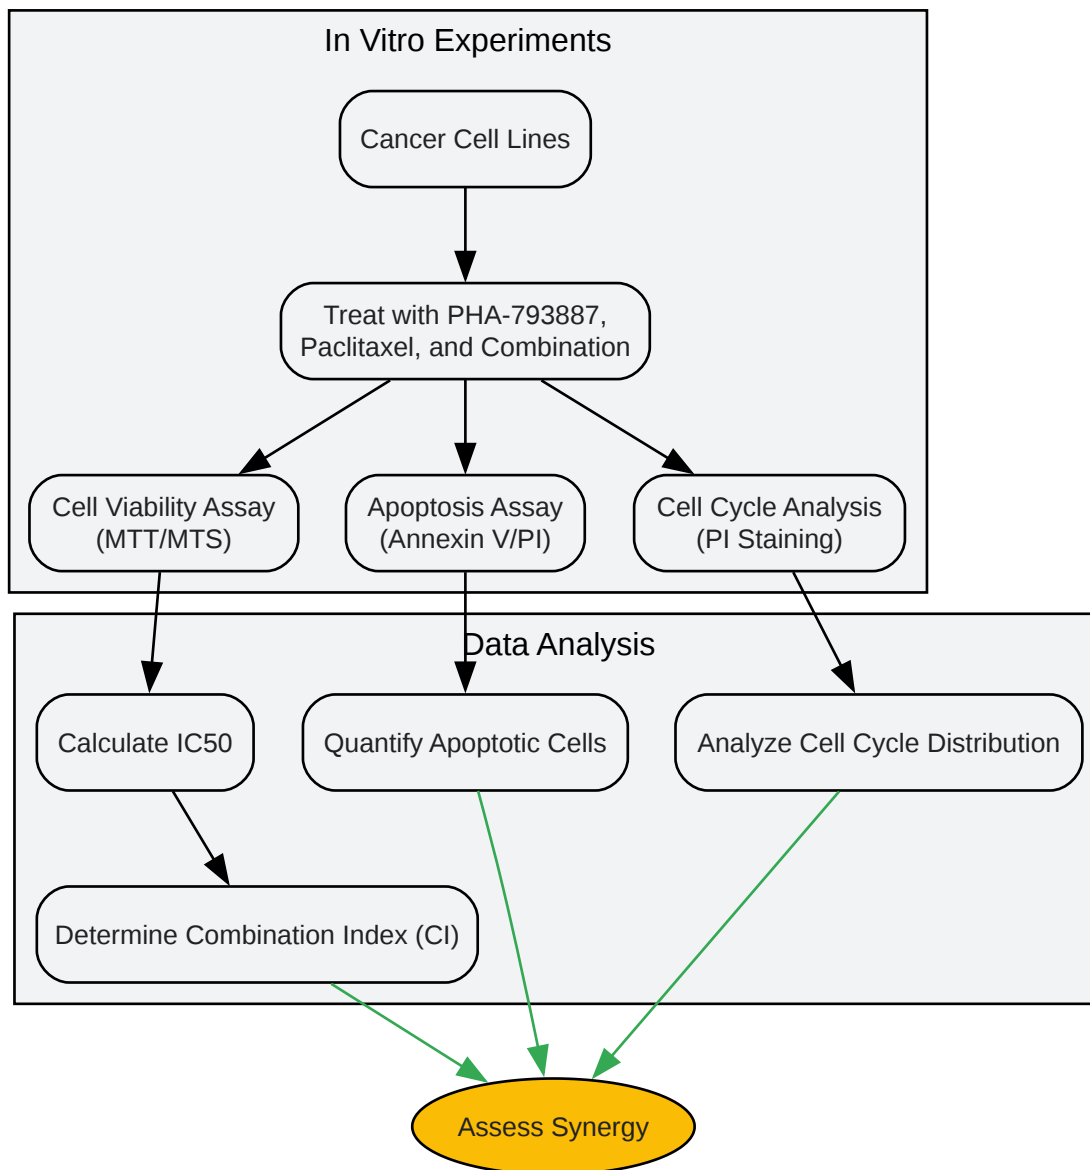 In Vitro Experiments
Cancer Cell Lines
Treat with PHA-793887,
Paclitaxel, and Combination
Cell Viability Assay
(MTT/MTS)
Apoptosis Assay
(Annexin V/PI)
Cell Cycle Analysis
(PI Staining)
Data Analysis
Calculate IC50
Quantify Apoptotic Cells
Analyze Cell Cycle Distribution
Determine Combination Index (CI)
Assess Synergy